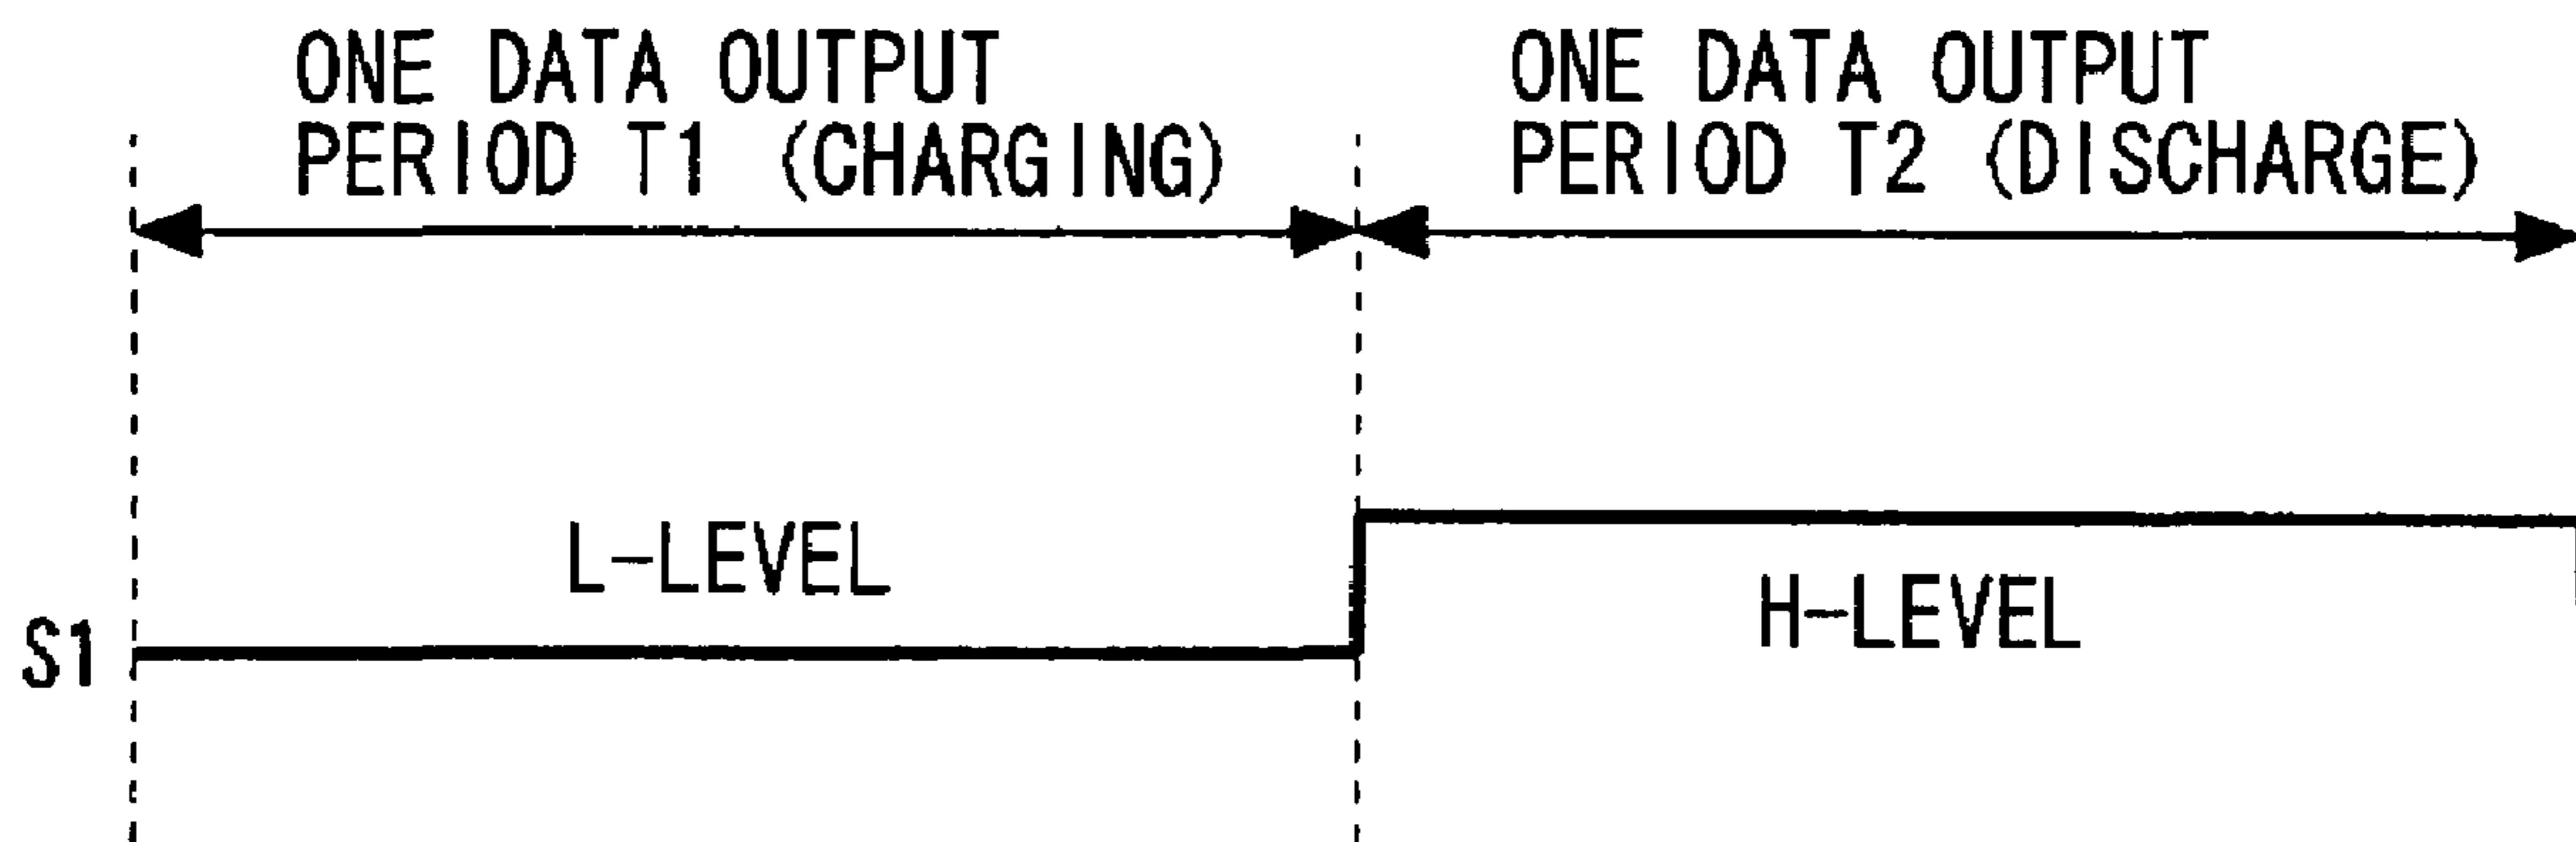 ONE DATA OUTPUT
PERIOD T1 (CHARGING)
ONE DATA OUTPUT
PERIOD T2 (DISCHARGE)
L-LEVEL
H-LEVEL
S1